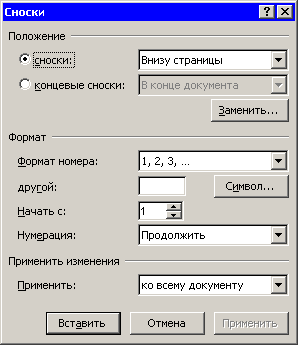 Сноски
Положение
сноски: Внизу страницы
концевые сноски: В конце документа
Заменить...
Формат
Формат номера: 1, 2, 3, ...
другой: Символ...
Начать с: 1
Нумерация: Продолжить
Применить изменения
Применить: ко всему документу
Вставить Отмена Применить